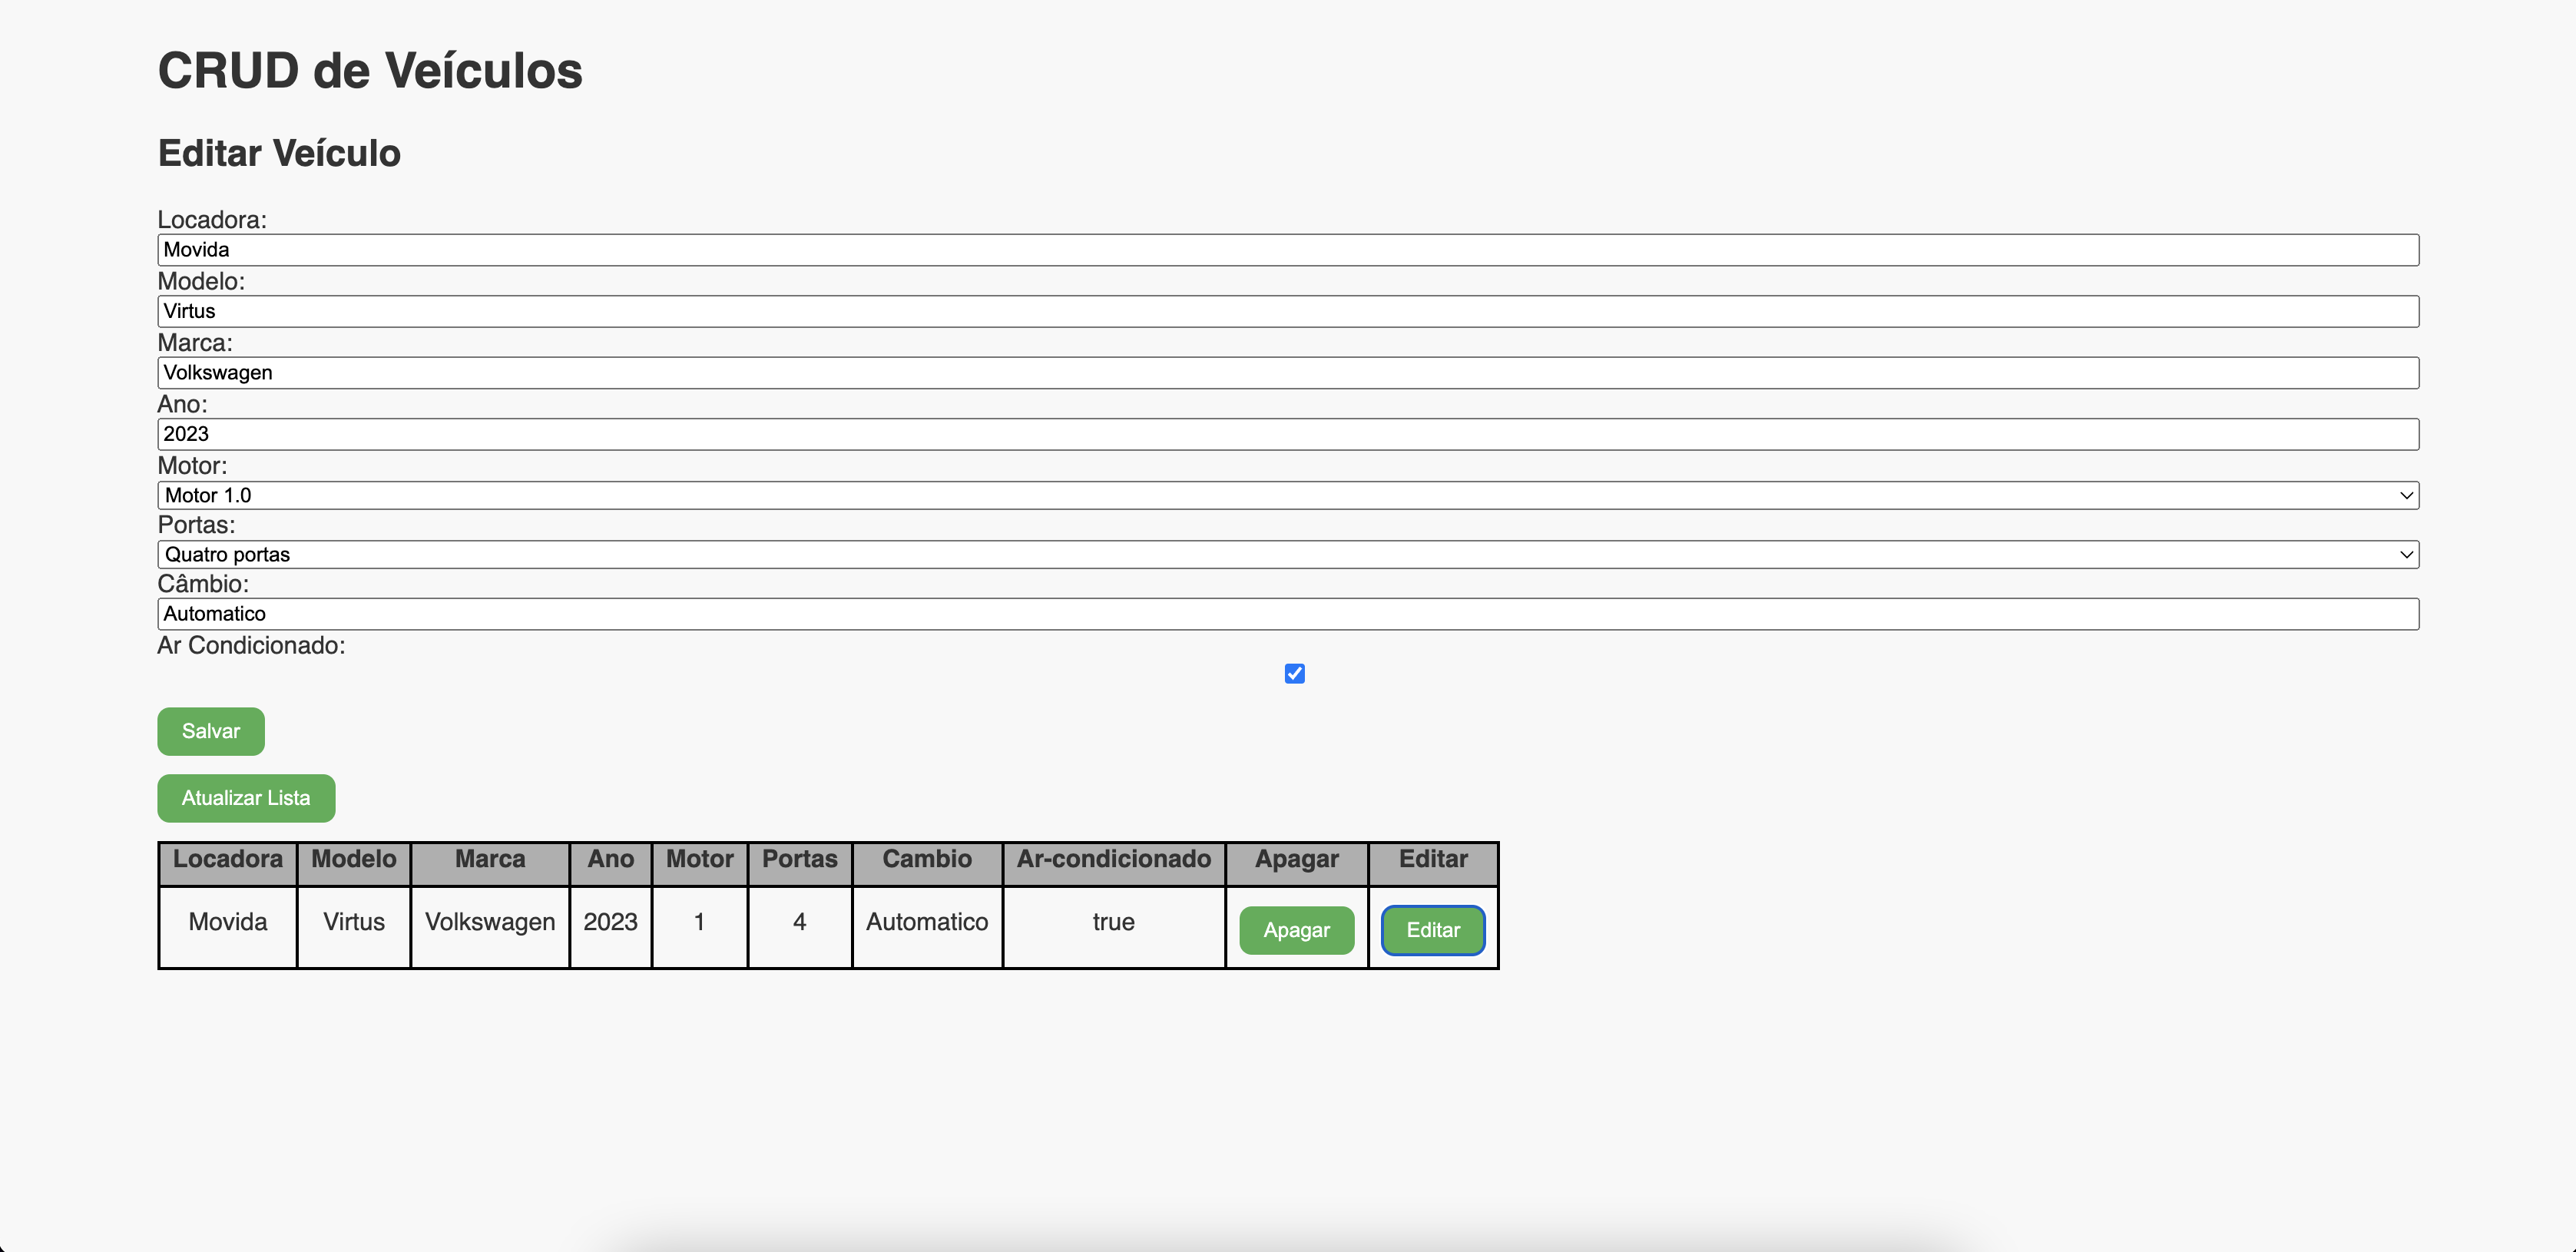 CRUD de Veículos
Editar Veículo
Locadora:
Movida
Modelo:
Virtus
Marca:
Volkswagen
Ano:
2023
Motor:
Motor 1.0
Portas:
Quatro portas
Câmbio:
Automatico
Ar Condicionado:
Salvar
Atualizar Lista
Locadora Modelo Marca Ano Motor Portas Cambio Ar-condicionado Apagar Editar
Movida Virtus Volkswagen 2023 1 4 Automatico true Apagar Editar